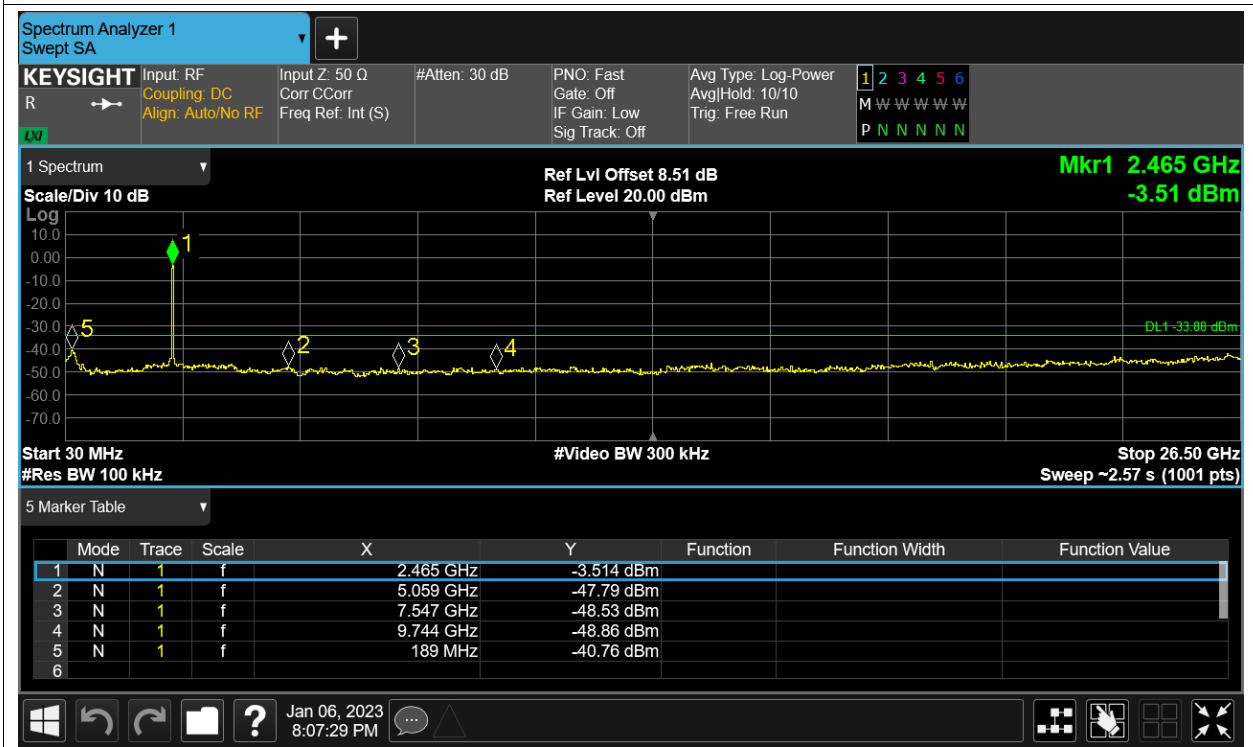 Spectrum Analyzer 1
Swept SA
KEYSIGHT Input: RF Input Z: 50 Ω #Atten: 30 dB PNO: Fast Avg Type: Log-Power 1 2 3 4 5 6
R Coupling: DC Corr CCorr Gate: Off Avg|Hold: 10/10 M W W W W W W
Align: Auto/No RF Freq Ref: Int (S) IF Gain: Low Trig: Free Run
LXI Sig Track: Off P N N N N N N
1 Spectrum Ref Lvl Offset 8.51 dB Mkr1 2.465 GHz
Scale/Div 10 dB Ref Level 20.00 dBm -3.51 dBm
Log
10.0
0.00
-10.0
-20.0
-30.0
-40.0
-50.0
-60.0
-70.0
1
5
2
3
4
DL1 -33.88 dBm
Start 30 MHz #Video BW 300 kHz Stop 26.50 GHz
#Res BW 100 kHz Sweep ~2.57 s (1001 pts)
5 Marker Table
Mode Trace Scale X Y Function Function Width Function Value
1 N 1 f 2.465 GHz -3.514 dBm
2 N 1 f 5.059 GHz -47.79 dBm
3 N 1 f 7.547 GHz -48.53 dBm
4 N 1 f 9.744 GHz -48.86 dBm
5 N 1 f 189 MHz -40.76 dBm
6
? Jan 06, 2023
8:07:29 PM